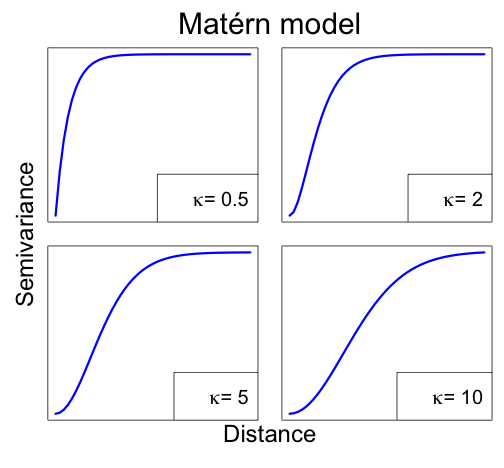 Matérn model
Semivariance
κ= 0.5
κ= 2
κ= 5
κ= 10
Distance